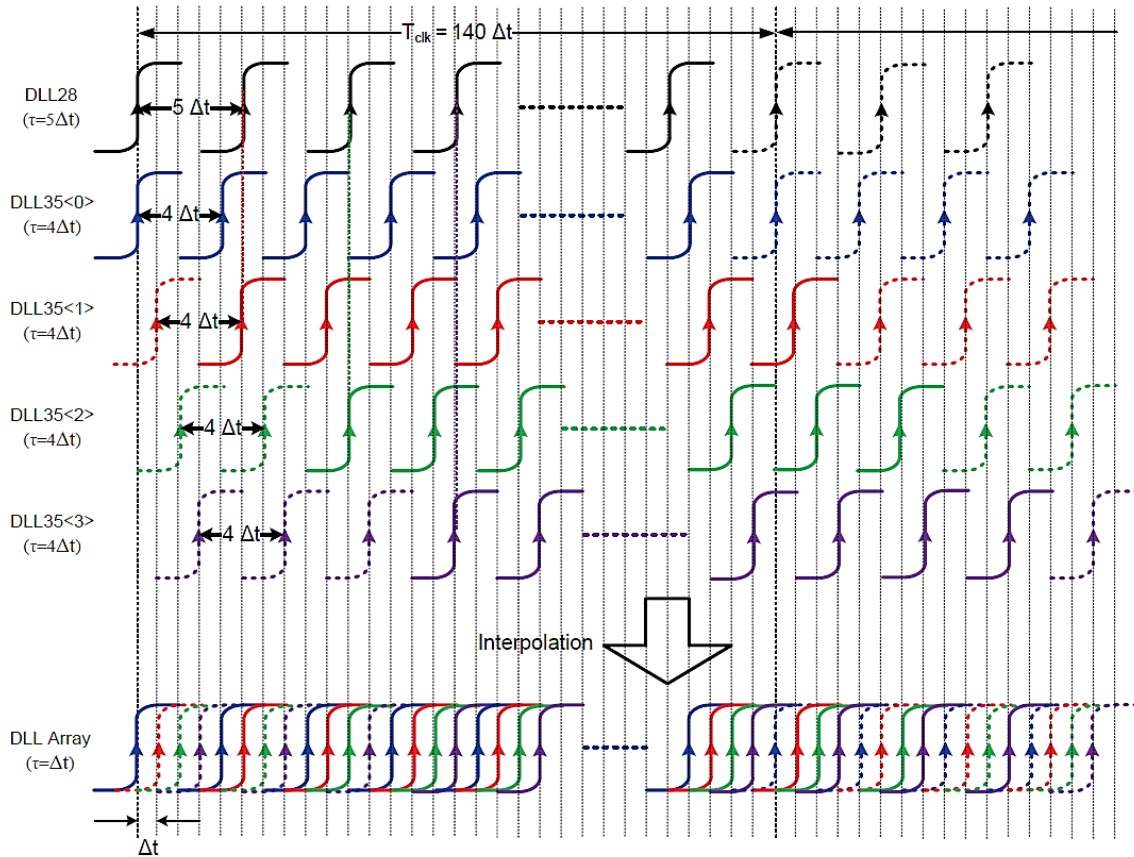 T_clk = 140 Δt
DLL28
(τ=5Δt)
5 Δt
DLL35<0>
(τ=4Δt)
4 Δt
DLL35<1>
(τ=4Δt)
4 Δt
DLL35<2>
(τ=4Δt)
4 Δt
DLL35<3>
(τ=4Δt)
4 Δt
Interpolation
DLL Array
(τ=Δt)
Δt